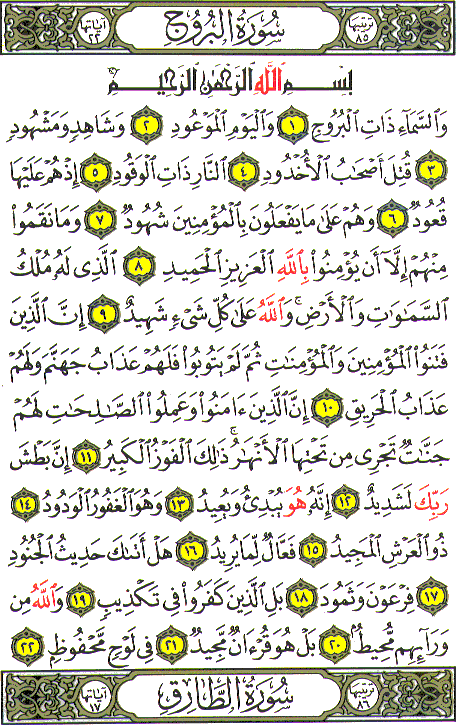 ترتيبها ٨٥ سُورَةُ البُرُوجِ آياتها ٢٢
بِسْمِ اللَّهِ الرَّحْمَٰنِ الرَّحِيمِ
وَالسَّمَاءِ ذَاتِ الْبُرُوجِ ١ وَالْيَوْمِ الْمَوْعُودِ ٢ وَشَاهِدٍ وَمَشْهُودٍ
٣ قُتِلَ أَصْحَابُ الْأُخْدُودِ ٤ النَّارِ ذَاتِ الْوَقُودِ ٥ إِذْ هُمْ عَلَيْهَا
قُعُودٌ ٦ وَهُمْ عَلَىٰ مَا يَفْعَلُونَ بِالْمُؤْمِنِينَ شُهُودٌ ٧ وَمَا نَقَمُوا
مِنْهُمْ إِلَّا أَن يُؤْمِنُوا بِاللَّهِ الْعَزِيزِ الْحَمِيدِ ٨ الَّذِي لَهُ مُلْكُ
السَّمَاوَاتِ وَالْأَرْضِ ۚ وَاللَّهُ عَلَىٰ كُلِّ شَيْءٍ شَهِيدٌ ٩ إِنَّ الَّذِينَ
فَتَنُوا الْمُؤْمِنِينَ وَالْمُؤْمِنَاتِ ثُمَّ لَمْ يَتُوبُوا فَلَهُمْ عَذَابُ جَهَنَّمَ وَلَهُمْ
عَذَابُ الْحَرِيقِ ١٠ إِنَّ الَّذِينَ ءَامَنُوا وَعَمِلُوا الصَّالِحَاتِ لَهُمْ
جَنَّاتٌ تَجْرِي مِن تَحْتِهَا الْأَنْهَارُ ۚ ذَٰلِكَ الْفَوْزُ الْكَبِيرُ ١١ إِنَّ بَطْشَ
رَبِّكَ لَشَدِيدٌ ١٢ إِنَّهُ هُوَ يُبْدِئُ وَيُعِيدُ ١٣ وَهُوَ الْغَفُورُ الْوَدُودُ ١٤
ذُو الْعَرْشِ الْمَجِيدُ ١٥ فَعَّالٌ لِّمَا يُرِيدُ ١٦ هَلْ أَتَىٰكَ حَدِيثُ الْجُنُودِ
١٧ فِرْعَوْنَ وَثَمُودَ ١٨ بَلِ الَّذِينَ كَفَرُوا فِي تَكْذِيبٍ ١٩ وَاللَّهُ مِن
وَرَائِهِم مُّحِيطٌ ٢٠ بَلْ هُوَ قُرْءَانٌ مَّجِيدٌ ٢١ فِي لَوْحٍ مَّحْفُوظٍ ٢٢
ترتيبها ٨٦ سُورَةُ الطَّارِقِ آياتها ١٧